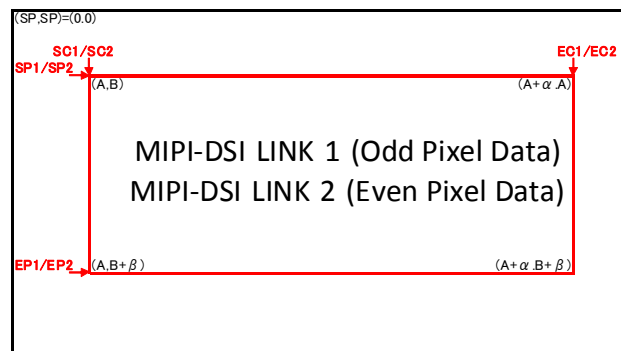 (SP,SP)=(0.0)
SC1/SC2
EC1/EC2
SP1/SP2
(A,B)
(A+α.A)
MIPI-DSI LINK 1 (Odd Pixel Data)
MIPI-DSI LINK 2 (Even Pixel Data)
EP1/EP2
(A,B+β)
(A+α.B+β)